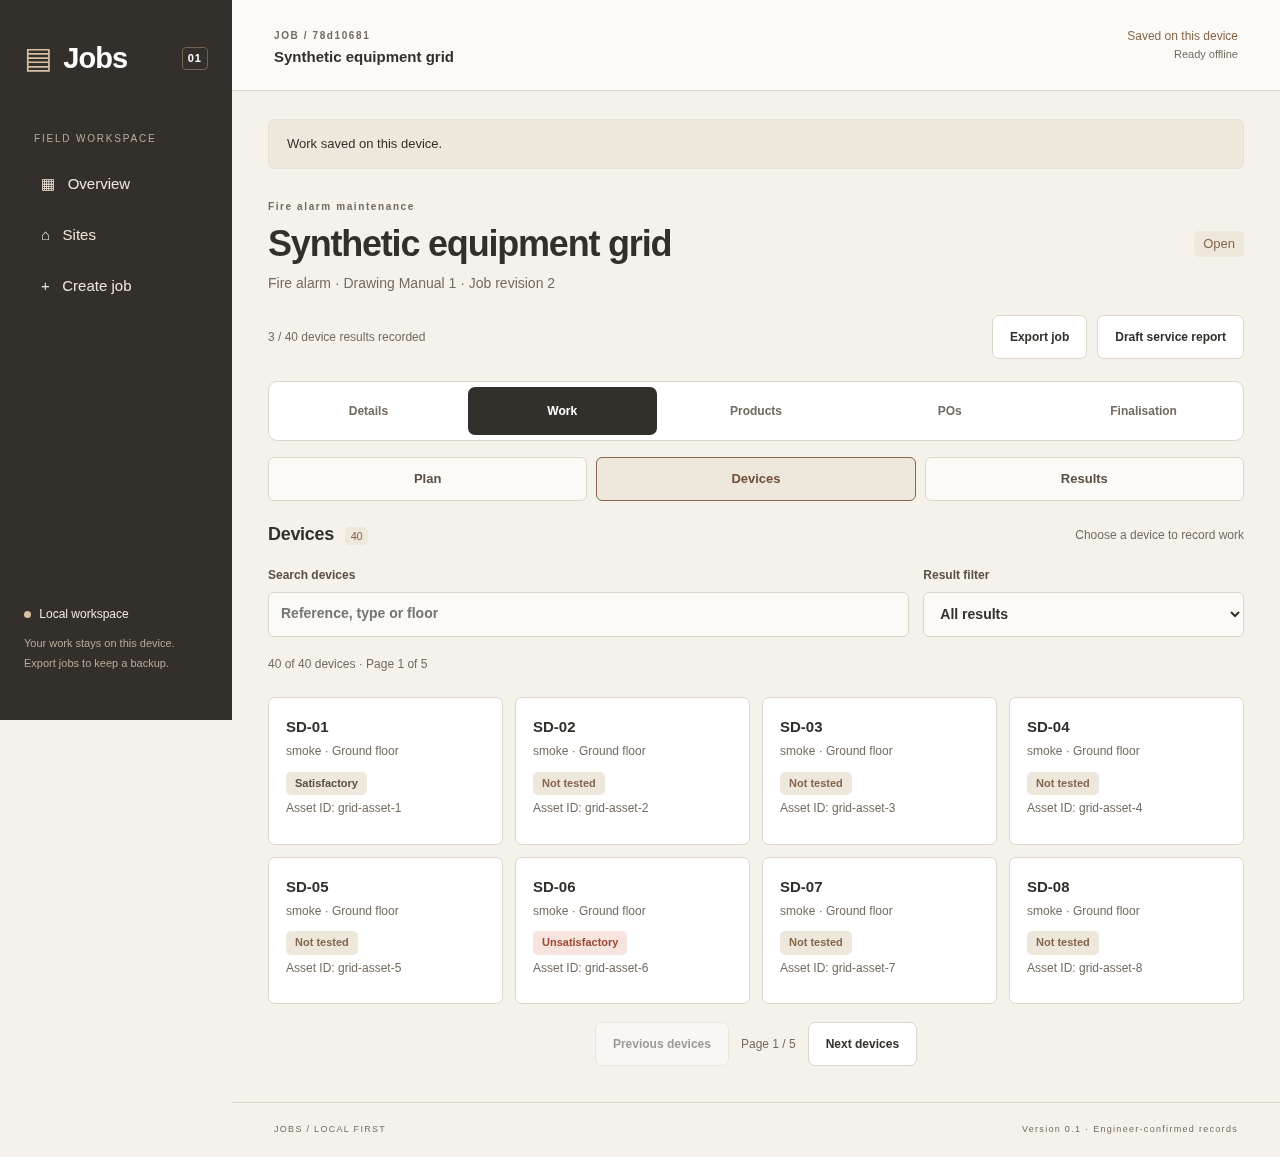 Jobs
01
FIELD WORKSPACE
Overview
Sites
+ Create job
Local workspace
Your work stays on this device.
Export jobs to keep a backup.
JOB / 78d10681
Synthetic equipment grid
Saved on this device
Ready offline
Work saved on this device.
Fire alarm maintenance
Synthetic equipment grid
Open
Fire alarm · Drawing Manual 1 · Job revision 2
3 / 40 device results recorded
Export job
Draft service report
Details
Work
Products
POs
Finalisation
Plan
Devices
Results
Devices 40
Choose a device to record work
Search devices
Result filter
Reference, type or floor
All results
40 of 40 devices · Page 1 of 5
SD-01
smoke · Ground floor
Satisfactory
Asset ID: grid-asset-1
SD-02
smoke · Ground floor
Not tested
Asset ID: grid-asset-2
SD-03
smoke · Ground floor
Not tested
Asset ID: grid-asset-3
SD-04
smoke · Ground floor
Not tested
Asset ID: grid-asset-4
SD-05
smoke · Ground floor
Not tested
Asset ID: grid-asset-5
SD-06
smoke · Ground floor
Unsatisfactory
Asset ID: grid-asset-6
SD-07
smoke · Ground floor
Not tested
Asset ID: grid-asset-7
SD-08
smoke · Ground floor
Not tested
Asset ID: grid-asset-8
Previous devices
Page 1 / 5
Next devices
JOBS / LOCAL FIRST
Version 0.1 · Engineer-confirmed records